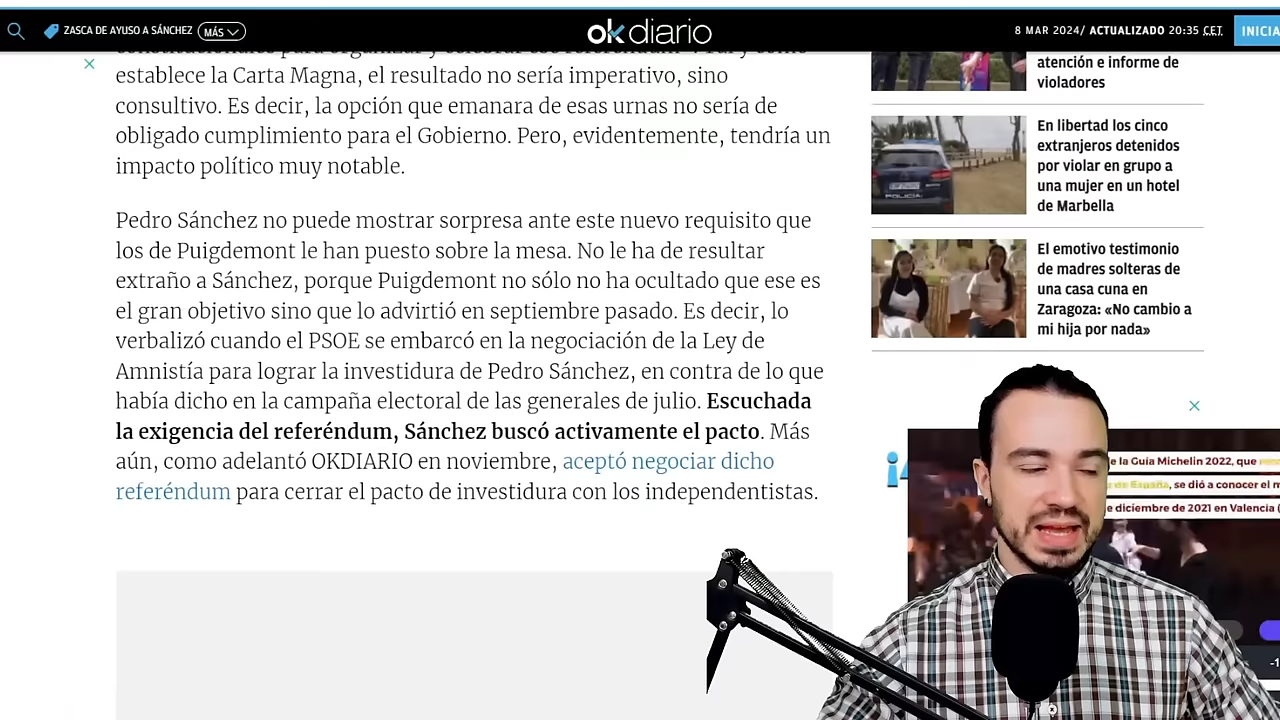 ZASCA DE AYUSO A SÁNCHEZ
MÁS
okdiario
8 MAR 2024/ ACTUALIZADO 20:35 CET
INICIA
establece la Carta Magna, el resultado no sería imperativo, sino
consultivo. Es decir, la opción que emanara de esas urnas no sería de
obligado cumplimiento para el Gobierno. Pero, evidentemente, tendría un
impacto político muy notable.
Pedro Sánchez no puede mostrar sorpresa ante este nuevo requisito que
los de Puigdemont le han puesto sobre la mesa. No le ha de resultar
extraño a Sánchez, porque Puigdemont no sólo no ha ocultado que ese es
el gran objetivo sino que lo advirtió en septiembre pasado. Es decir, lo
verbalizó cuando el PSOE se embarcó en la negociación de la Ley de
Amnistía para lograr la investidura de Pedro Sánchez, en contra de lo que
había dicho en la campaña electoral de las generales de julio. Escuchada
la exigencia del referéndum, Sánchez buscó activamente el pacto. Más
aún, como adelantó OKDIARIO en noviembre, aceptó negociar dicho
referéndum para cerrar el pacto de investidura con los independentistas.
atención e informe de
violadores
En libertad los cinco
extranjeros detenidos
por violar en grupo a
una mujer en un hotel
de Marbella
POLICIA
El emotivo testimonio
de madres solteras de
una casa cuna en
Zaragoza: «No cambio a
mi hija por nada»
e la Guía Michelin 2022, que
de España, se dió a conocer el m
e diciembre de 2021 en Valencia (
-1